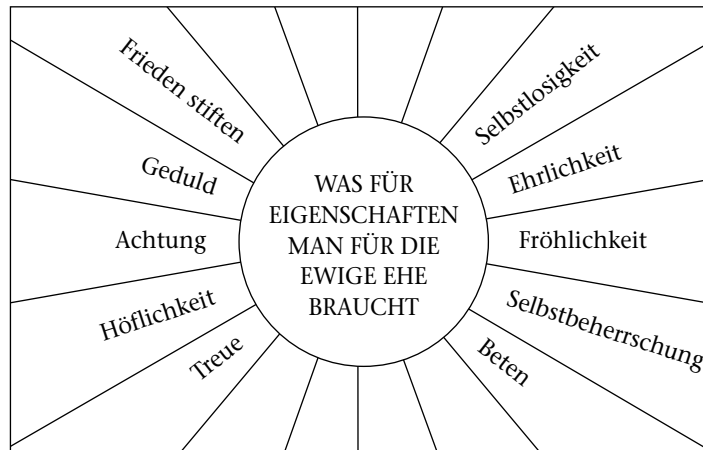 Frieden stiften
Geduld
Achtung
Höflichkeit
Treue
WAS FÜR
EIGENSCHAFTEN
MAN FÜR DIE
EWIGE EHE
BRAUCHT
Selbstlosigkeit
Ehrlichkeit
Fröhlichkeit
Selbstbeherrschung
Beten